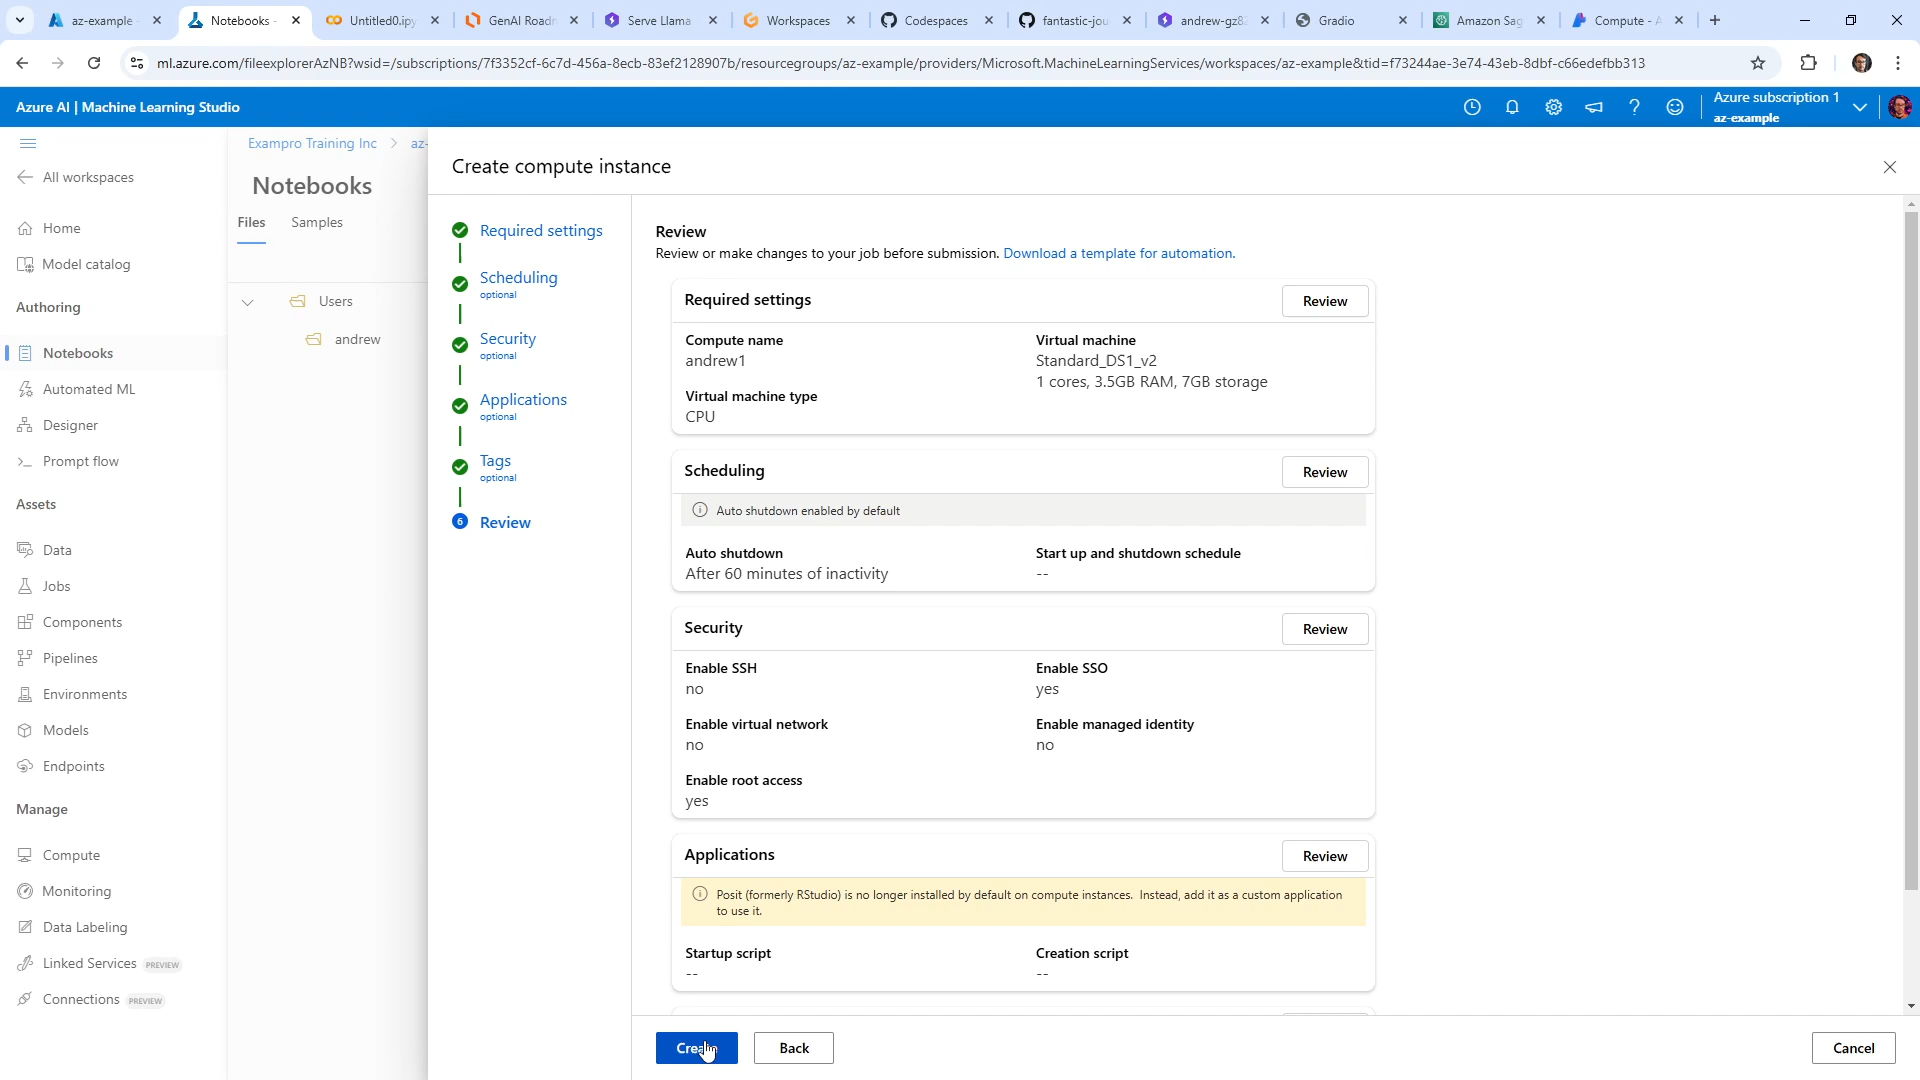 az-example
Notebooks -
Untitled0.ipy
GenAI Roadm
Serve Llama
Workspaces
Codespaces
fantastic-jou
andrew-gz8
Gradio
Amazon Sag
Compute - A
ml.azure.com/fileexplorerAzNB?wsid=/subscriptions/7f3352cf-6c7d-456a-8ecb-83ef2128907b/resourcegroups/az-example/providers/Microsoft.MachineLearningServices/workspaces/az-example&tid=f73244ae-3e74-43eb-8dbf-c66edefbb313
Azure AI | Machine Learning Studio
Azure subscription 1
az-example
All workspaces
Home
Model catalog
Authoring
Notebooks
Automated ML
Designer
Prompt flow
Assets
Data
Jobs
Components
Pipelines
Environments
Models
Endpoints
Manage
Compute
Monitoring
Data Labeling
Linked Services PREVIEW
Connections PREVIEW
Exampro Training Inc > az-
Notebooks
Files Samples
Users
andrew
Create compute instance
Required settings
Scheduling
optional
Security
optional
Applications
optional
Tags
optional
6 Review
Review
Review or make changes to your job before submission. Download a template for automation.
Required settings
Review
Compute name
andrew1
Virtual machine
Standard_DS1_v2
1 cores, 3.5GB RAM, 7GB storage
Virtual machine type
CPU
Scheduling
Review
Auto shutdown enabled by default
Auto shutdown
After 60 minutes of inactivity
Start up and shutdown schedule
--
Security
Review
Enable SSH
no
Enable SSO
yes
Enable virtual network
no
Enable managed identity
no
Enable root access
yes
Applications
Review
Posit (formerly RStudio) is no longer installed by default on compute instances. Instead, add it as a custom application
to use it.
Startup script
--
Creation script
--
Create
Back
Cancel